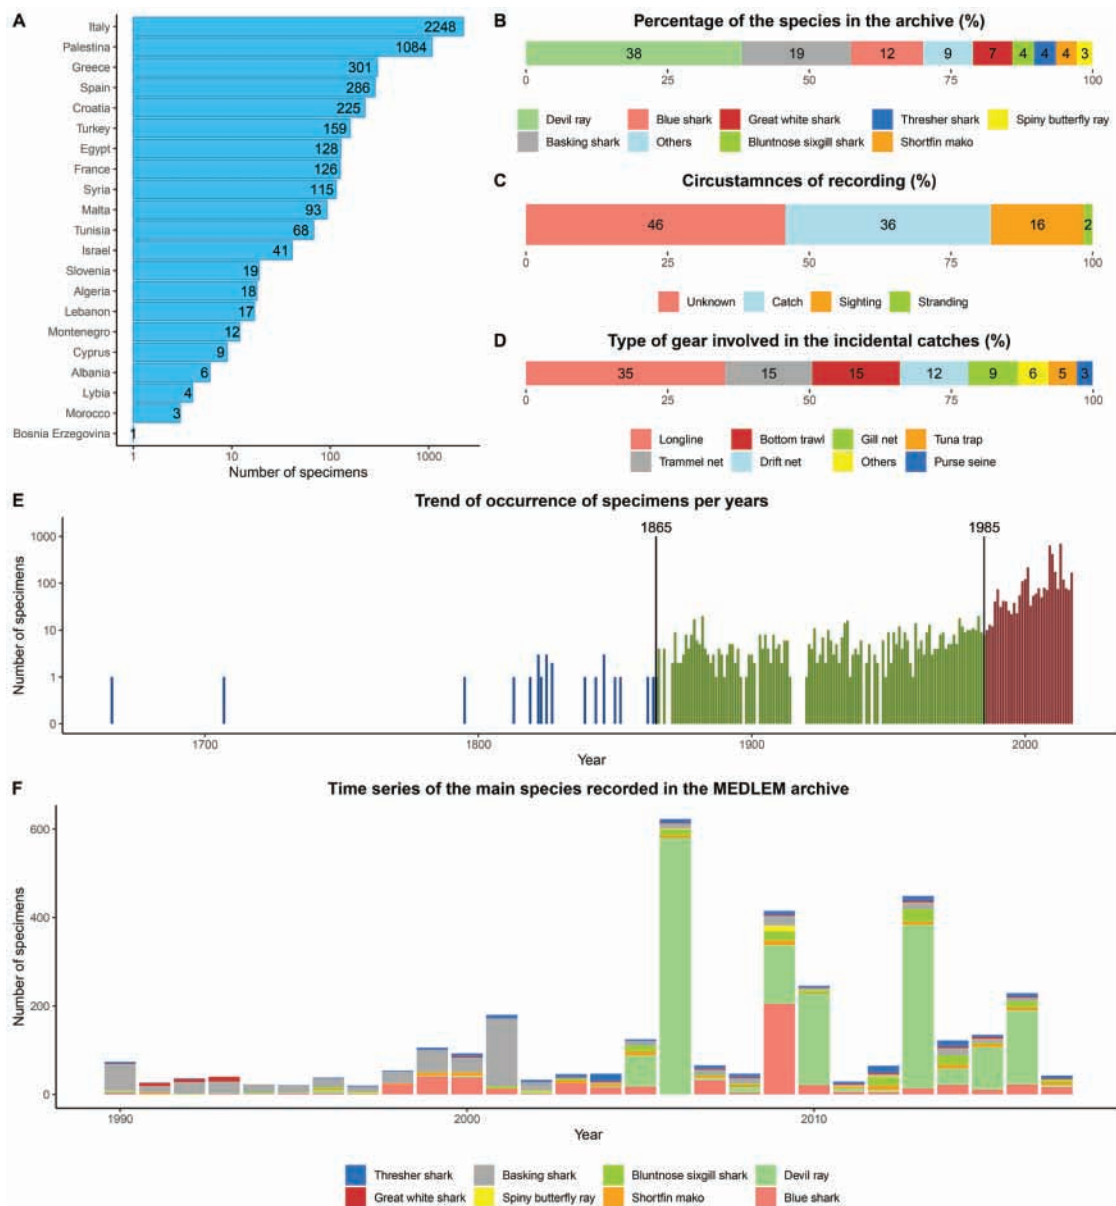 A
Italy 2248
Palestina 1084
Greece 301
Spain 286
Croatia 225
Turkey 159
Egypt 128
France 126
Syria 115
Malta 93
Tunisia 68
Israel 41
Slovenia 19
Algeria 18
Lebanon 17
Montenegro 12
Cyprus 9
Albania 6
Lybia 4
Morocco 3
Bosnia Erzegovina 1
1 10 100 1000
Number of specimens
B Percentage of the species in the archive (%)
38 19 12 9 7 4 4 4 3
0 25 50 75 100
Devil ray Blue shark Great white shark Thresher shark Spiny butterfly ray
Basking shark Others Bluntnose sixgill shark Shortfin mako
C Circustamnces of recording (%)
46 36 16 2
0 25 50 75 100
Unknown Catch Sighting Stranding
D Type of gear involved in the incidental catches (%)
35 15 15 12 9 6 5 3
0 25 50 75 100
Longline Bottom trawl Gill net Tuna trap
Trammel net Drift net Others Purse seine
E Trend of occurrence of specimens per years
1865 1985
1000
100
10
1
0
Number of specimens
1700 1800 1900 2000
Year
F Time series of the main species recorded in the MEDLEM archive
600
400
200
0
Number of specimens
1990 2000 2010
Year
Thresher shark Basking shark Bluntnose sixgill shark Devil ray
Great white shark Spiny butterfly ray Shortfin mako Blue shark